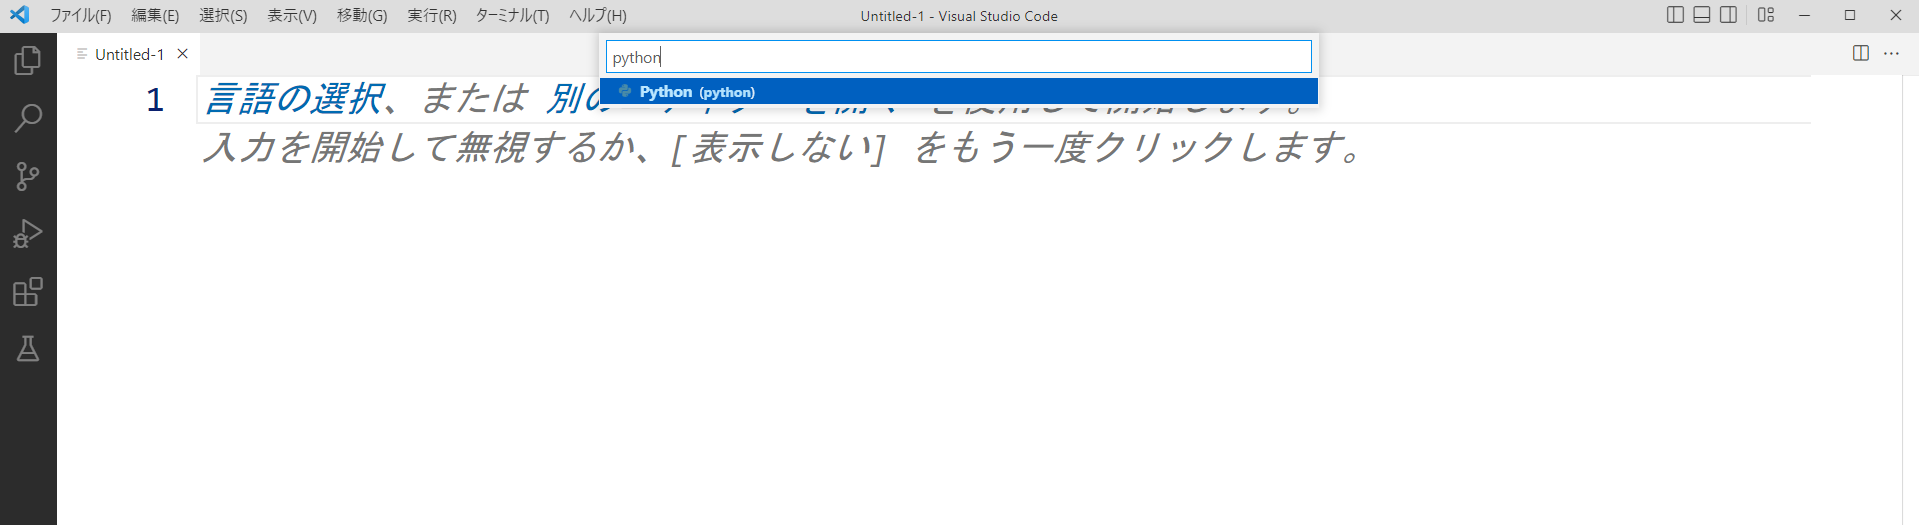 ファイル(F) 編集(E) 選択(S) 表示(V) 移動(G) 実行(R) ターミナル(T) ヘルプ(H) Untitled-1 - Visual Studio Code
Untitled-1
python
Python (python)
1 言語の選択、または 別の
入力を開始して無視するか、[表示しない] をもう一度クリックします。